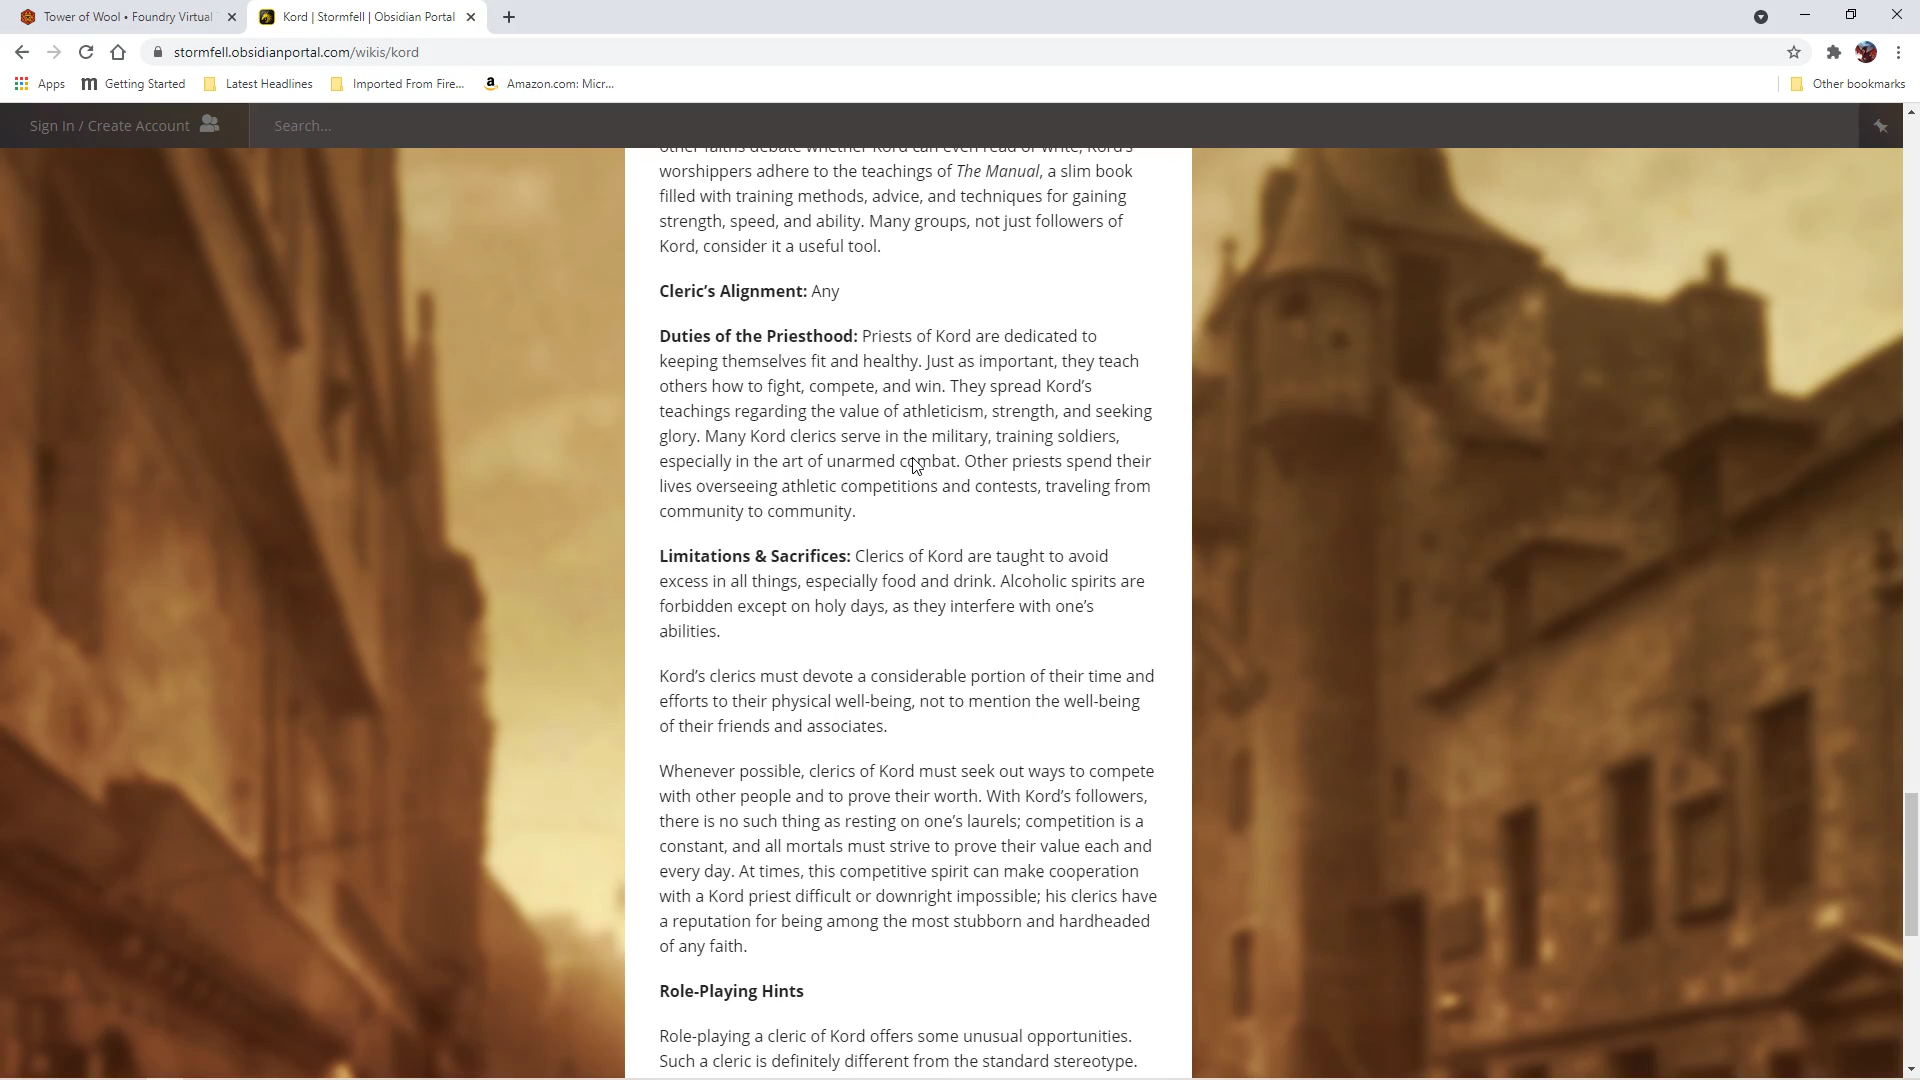 Tower of Wool • Foundry Virtual
Kord | Stormfell | Obsidian Portal
stormfell.obsidianportal.com/wikis/kord
Apps
Getting Started
Latest Headlines
Imported From Fire...
Amazon.com: Micr...
Other bookmarks
Sign In / Create Account
Search...
other faiths debate whether Kord can even read or write, Kord's
worshippers adhere to the teachings of The Manual, a slim book
filled with training methods, advice, and techniques for gaining
strength, speed, and ability. Many groups, not just followers of
Kord, consider it a useful tool.
Cleric's Alignment: Any
Duties of the Priesthood: Priests of Kord are dedicated to
keeping themselves fit and healthy. Just as important, they teach
others how to fight, compete, and win. They spread Kord's
teachings regarding the value of athleticism, strength, and seeking
glory. Many Kord clerics serve in the military, training soldiers,
especially in the art of unarmed combat. Other priests spend their
lives overseeing athletic competitions and contests, traveling from
community to community.
Limitations & Sacrifices: Clerics of Kord are taught to avoid
excess in all things, especially food and drink. Alcoholic spirits are
forbidden except on holy days, as they interfere with one's
abilities.
Kord's clerics must devote a considerable portion of their time and
efforts to their physical well-being, not to mention the well-being
of their friends and associates.
Whenever possible, clerics of Kord must seek out ways to compete
with other people and to prove their worth. With Kord's followers,
there is no such thing as resting on one's laurels; competition is a
constant, and all mortals must strive to prove their value each and
every day. At times, this competitive spirit can make cooperation
with a Kord priest difficult or downright impossible; his clerics have
a reputation for being among the most stubborn and hardheaded
of any faith.
Role-Playing Hints
Role-playing a cleric of Kord offers some unusual opportunities.
Such a cleric is definitely different from the standard stereotype.